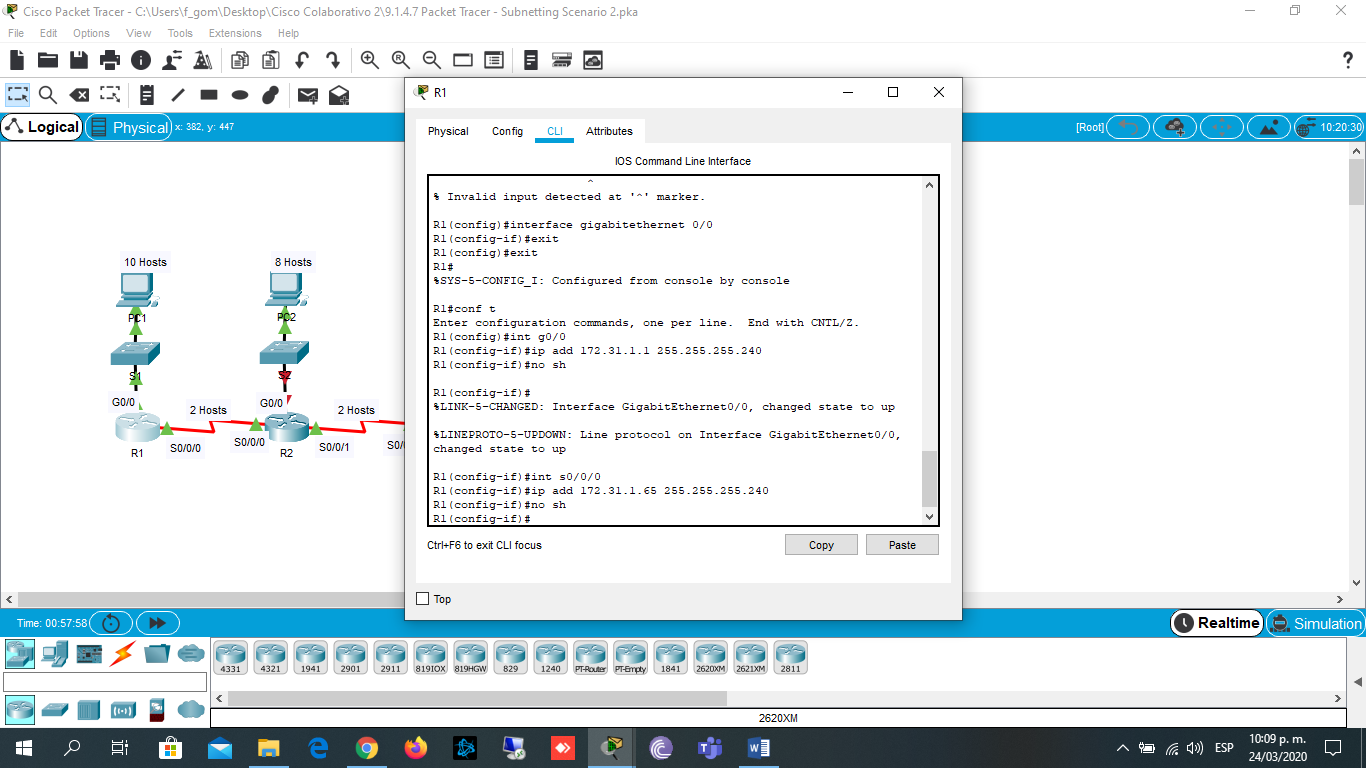 Cisco Packet Tracer - C:\Users\f_gom\Desktop\Cisco Colaborativo 2\9.1.4.7 Packet Tracer - Subnetting Scenario 2.pka
File Edit Options View Tools Extensions Help
Logical Physical x: 382, y: 447 [Root] 10:20:30
10 Hosts 8 Hosts
PC1 PC2
S1 S2
G0/0 G0/0
2 Hosts 2 Hosts
S0/0/0 S0/0/0 S0/0/1 S0/
R1 R2
R1
Physical Config CLI Attributes
IOS Command Line Interface
^
% Invalid input detected at '^' marker.
R1(config)#interface gigabitethernet 0/0
R1(config-if)#exit
R1(config)#exit
R1#
%SYS-5-CONFIG_I: Configured from console by console
R1#conf t
Enter configuration commands, one per line.  End with CNTL/Z.
R1(config)#int g0/0
R1(config-if)#ip add 172.31.1.1 255.255.255.240
R1(config-if)#no sh
R1(config-if)#
%LINK-5-CHANGED: Interface GigabitEthernet0/0, changed state to up
%LINEPROTO-5-UPDOWN: Line protocol on Interface GigabitEthernet0/0,
changed state to up
R1(config-if)#int s0/0/0
R1(config-if)#ip add 172.31.1.65 255.255.255.240
R1(config-if)#no sh
R1(config-if)#
Ctrl+F6 to exit CLI focus Copy Paste
Top
Time: 00:57:58 Realtime Simulation
4331 4321 1941 2901 2911 819IOX 819HGW 829 1240 PT-Router PT-Empty 1841 2620XM 2621XM 2811
2620XM
ESP
10:09 p. m.
24/03/2020